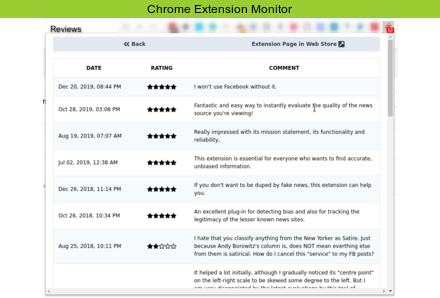 Chrome Extension Monitor
Reviews
Back
Extension Page in Web Store
DATE RATING COMMENT
Dec 20, 2019, 08:44 PM I won't use Facebook without it.
Oct 28, 2019, 03:08 PM Fantastic and easy way to instantly evaluate the quality of the news
source you're viewing!
Aug 19, 2019, 07:07 AM Really impressed with its mission statement, its functionality and
reliability.
Jul 02, 2019, 12:38 AM This extension is essential for everyone who wants to find accurate,
unbiased information.
Dec 26, 2018, 11:14 PM If you don't want to be duped by fake news, this extension can help
you.
Oct 26, 2018, 10:34 PM An excellent plug-in for detecting bias and also for tracking the
legitimacy of the lesser known news sites.
Aug 25, 2018, 10:11 PM I hate that you classify anything from the New Yorker as Satire. Just
because Andy Borowitz's column is, does NOT mean everthing else
from them is satirical. How do I cancel this "service" to my FB posts?
It helped a lot initially, although I gradually noticed its "centre point"
on the left-right scale to be skewed some degree to the left. But I